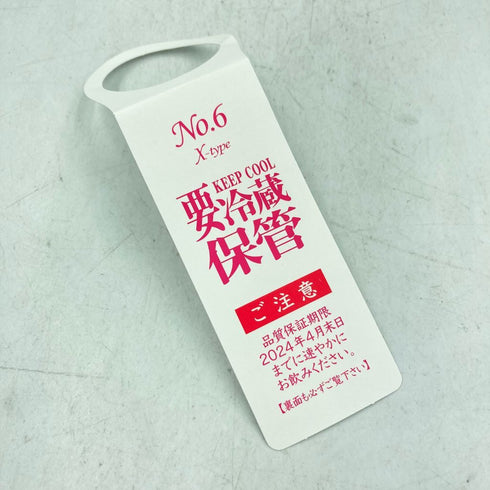 No.6
X-type
KEEP COOL
要冷蔵
保管
ご注意
品質保証期限
2024年4月末日
までに速やかに
お飲みください。
【裏面も必ずご覧下さい】